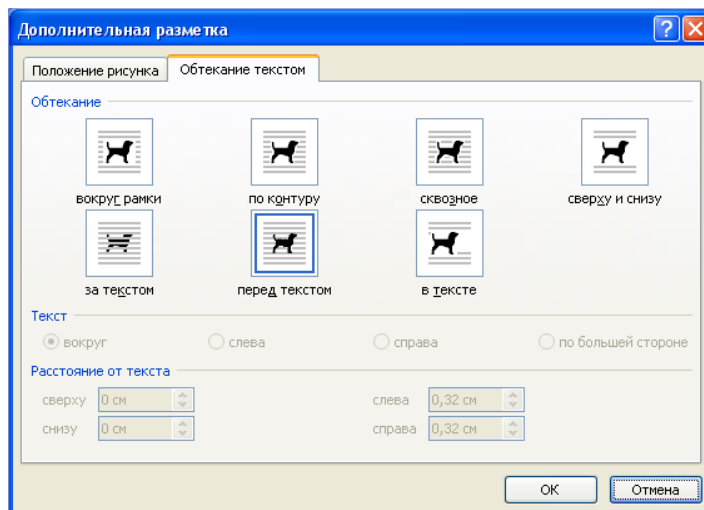 Дополнительная разметка
Положение рисунка Обтекание текстом
Обтекание
вокруг рамки по контуру сквозное сверху и снизу
за текстом перед текстом в тексте
Текст
вокруг слева справа по большей стороне
Расстояние от текста
сверху 0 см слева 0,32 см
снизу 0 см справа 0,32 см
ОК Отмена